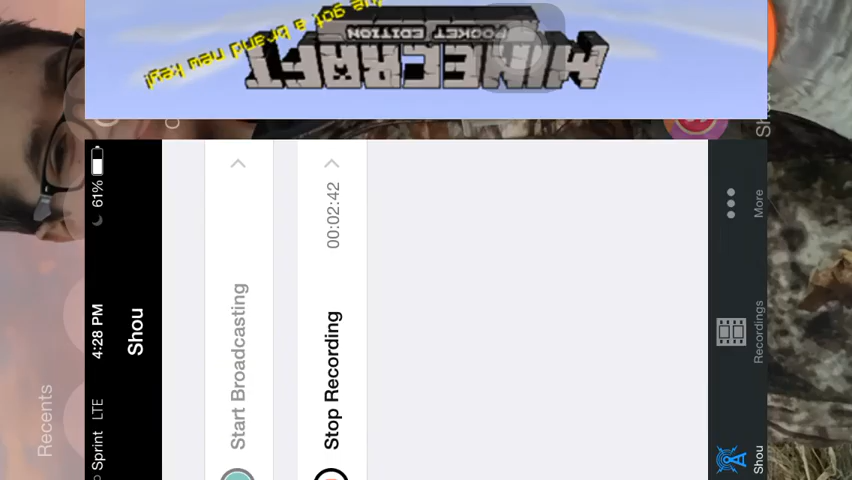 've got a brand new key!
MINECRAFT
POCKET EDITION
Recents
Sprint LTE
4:28 PM
61%
Shou
Start Broadcasting
Stop Recording
00:02:42
Shou
Recordings
More